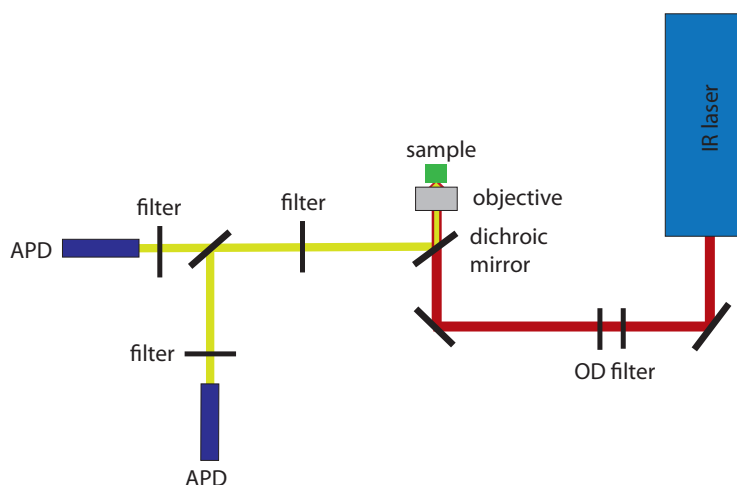 IR laser
sample
objective
filter
filter
dichroic
mirror
APD
filter
OD filter
APD